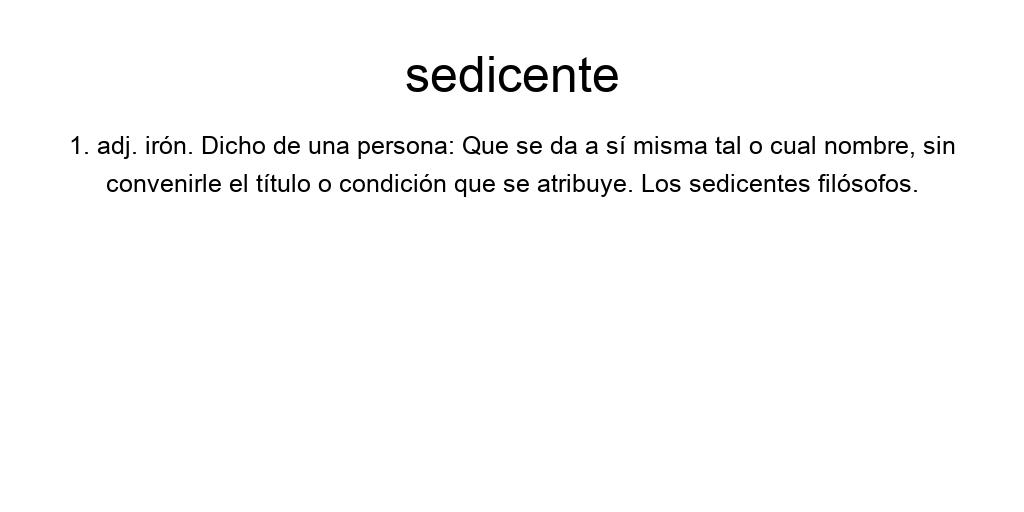 sedicente
1. adj. irón. Dicho de una persona: Que se da a sí misma tal o cual nombre, sin
convenirle el título o condición que se atribuye. Los sedicentes filósofos.